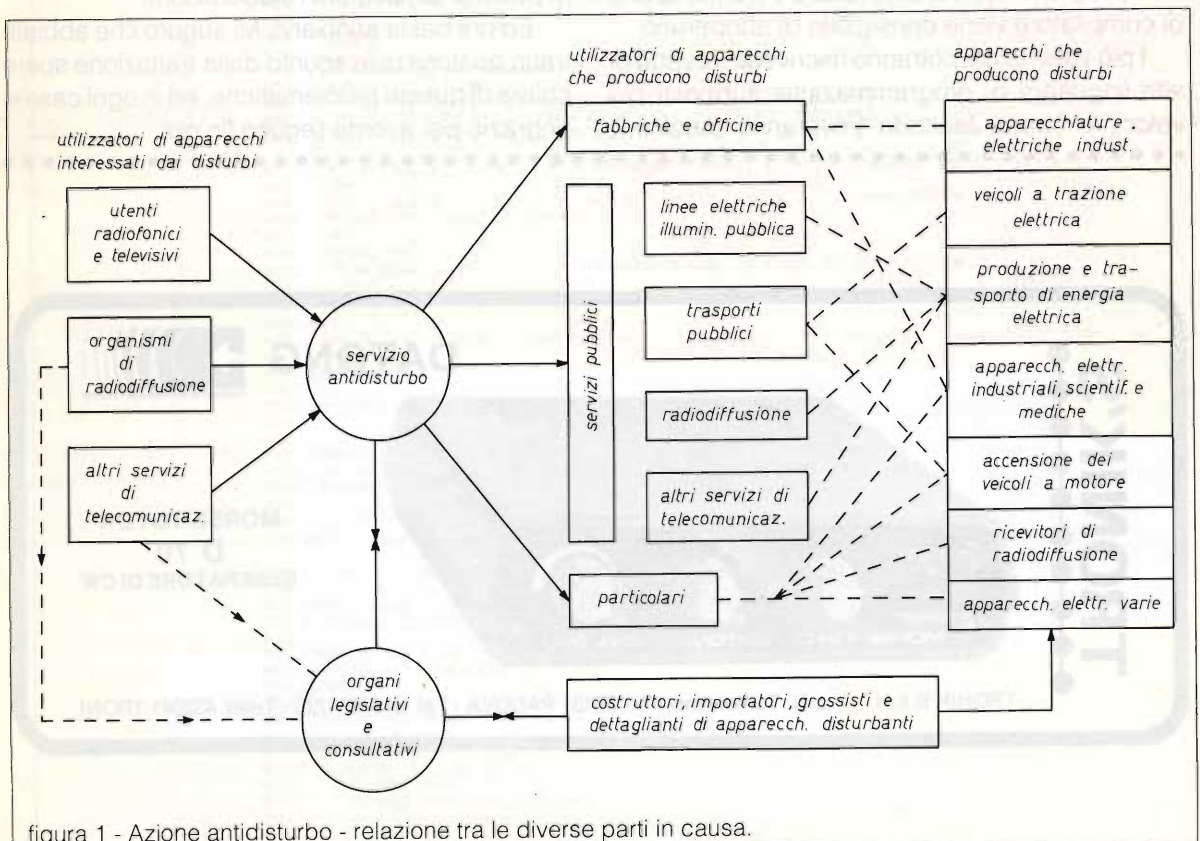 utilizzatori di apparecchi
che producono disturbi
apparecchi che
producono disturbi
utilizzatori di apparecchi
interessati dai disturbi
utenti
radiofonici
e televisivi
organismi
di
radiodiffusione
altri servizi
di
telecomunicaz.
servizio
antidisturbo
organi
legislativi
e
consultativi
fabbriche e officine
servizi pubblici
linee elettriche
illumin. pubblica
trasporti
pubblici
radiodiffusione
altri servizi di
telecomunicaz.
particolari
costruttori, importatori, grossisti e
dettaglianti di apparecch. disturbanti
apparecchiature
elettriche indust.
veicoli a trazione
elettrica
produzione e tra-
sporto di energia
elettrica
apparecch. elettr.
industriali, scientif. e
mediche
accensione dei
veicoli a motore
ricevitori di
radiodiffusione
apparecch. elettr. varie
figura 1 - Azione antidisturbo - relazione tra le diverse parti in causa.